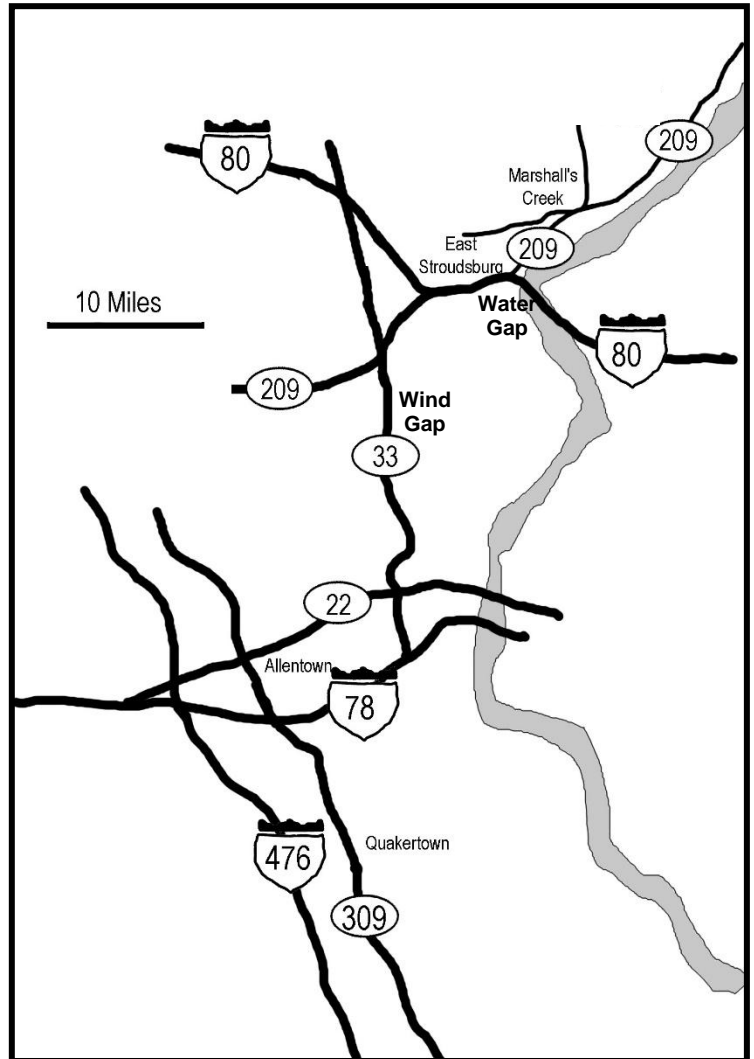 80
209
Marshall's
Creek
East
Stroudsburg
209
10 Miles
Water
Gap
80
209
Wind
Gap
33
22
Allentown
78
Quakertown
476
309